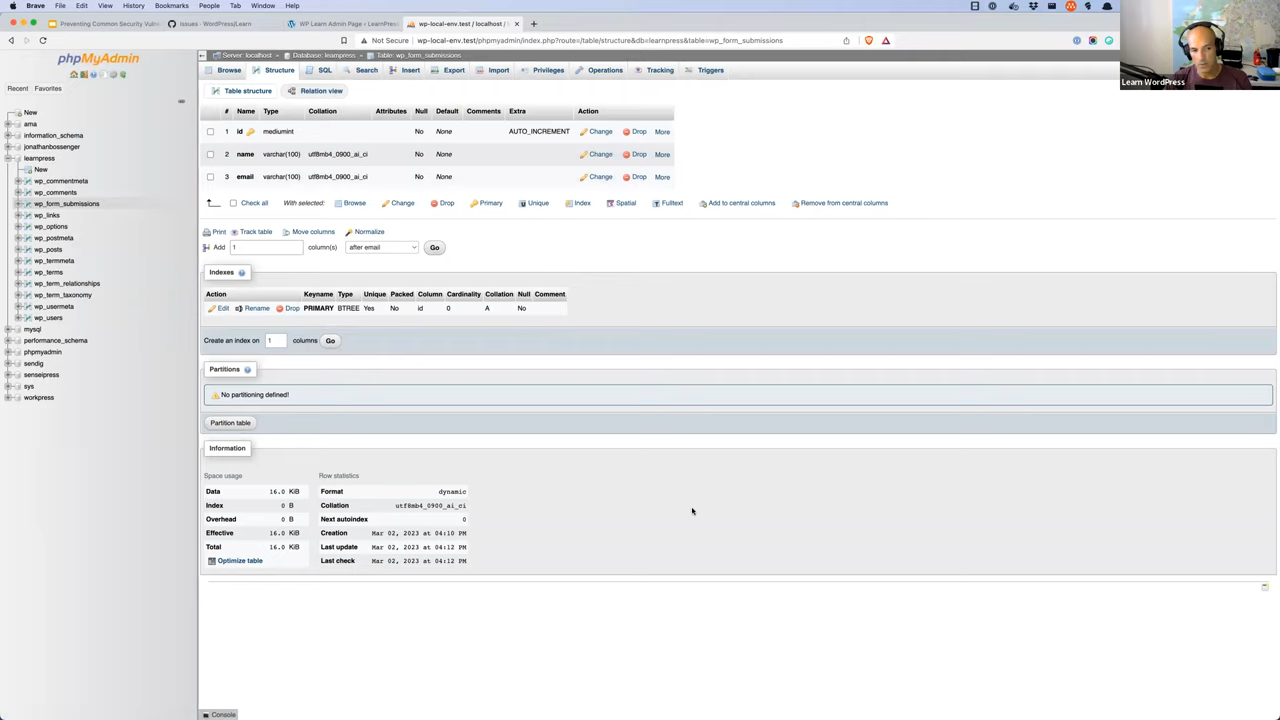 Brave File Edit View History Bookmarks People Tab Window Help
Preventing Common Security Vuln
Issues · WordPress/Learn
WP Learn Admin Page ‹ LearnPres
wp-local-env.test / localhost / l
Not Secure wp-local-env.test/phpmyadmin/index.php?route=/table/structure&db=learnpress&table=wp_form_submissions
Learn WordPress
phpMyAdmin
Recent Favorites
New
ama
information_schema
jonathanbossenger
learnpress
New
wp_commentmeta
wp_comments
wp_form_submissions
wp_links
wp_options
wp_postmeta
wp_posts
wp_termmeta
wp_terms
wp_term_relationships
wp_term_taxonomy
wp_usermeta
wp_users
mysql
performance_schema
phpmyadmin
sendig
senseipress
sys
workpress
Server: localhost » Database: learnpress » Table: wp_form_submissions
Browse Structure SQL Search Insert Export Import Privileges Operations Tracking Triggers
Table structure Relation view
# Name Type Collation Attributes Null Default Comments Extra Action
1 id mediumint No None AUTO_INCREMENT Change Drop More
2 name varchar(100) utf8mb4_0900_ai_ci No None Change Drop More
3 email varchar(100) utf8mb4_0900_ai_ci No None Change Drop More
Check all With selected: Browse Change Drop Primary Unique Index Spatial Fulltext Add to central columns Remove from central columns
Print Track table Move columns Normalize
Add 1 column(s) after email Go
Indexes
Action Keyname Type Unique Packed Column Cardinality Collation Null Comment
Edit Rename Drop PRIMARY BTREE Yes No id 0 A No
Create an index on 1 columns Go
Partitions
No partitioning defined!
Partition table
Information
Space usage
Data 16.0 KiB
Index 0 B
Overhead 0 B
Effective 16.0 KiB
Total 16.0 KiB
Optimize table
Row statistics
Format dynamic
Collation utf8mb4_0900_ai_ci
Next autoindex 0
Creation Mar 02, 2023 at 04:10 PM
Last update Mar 02, 2023 at 04:12 PM
Last check Mar 02, 2023 at 04:12 PM
Console